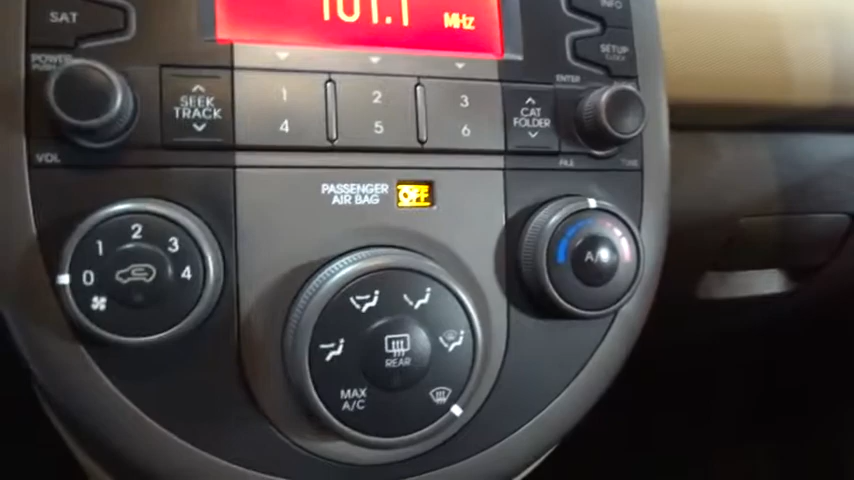 SAT
101.1 MHz
INFO
SETUP
CLOCK
POWER
PUSH
ENTER
SEEK
TRACK
1 2 3
4 5 6
CAT
FOLDER
VOL
FILE
TUNE
PASSENGER
AIR BAG
OFF
0 1 2 3 4
A/C
REAR
MAX
A/C